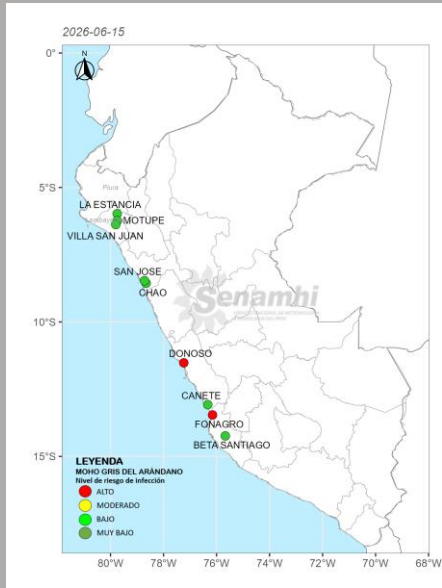 2026-06-15
N
0°
Piura
LA ESTANCIA
5°S
MOTUPE
VILLA SAN JUAN
SAN JOSE
CHAO
Senamhi
10°S
DONOSO
CAÑETE
FONAGRO
BETA SANTIAGO
15°S
LEYENDA
MOHO GRIS DEL ARÁNDANO
Nivel de riesgo de infección
ALTO
MODERADO
BAJO
MUY BAJO
80°W 78°W 76°W 74°W 72°W 70°W 68°W